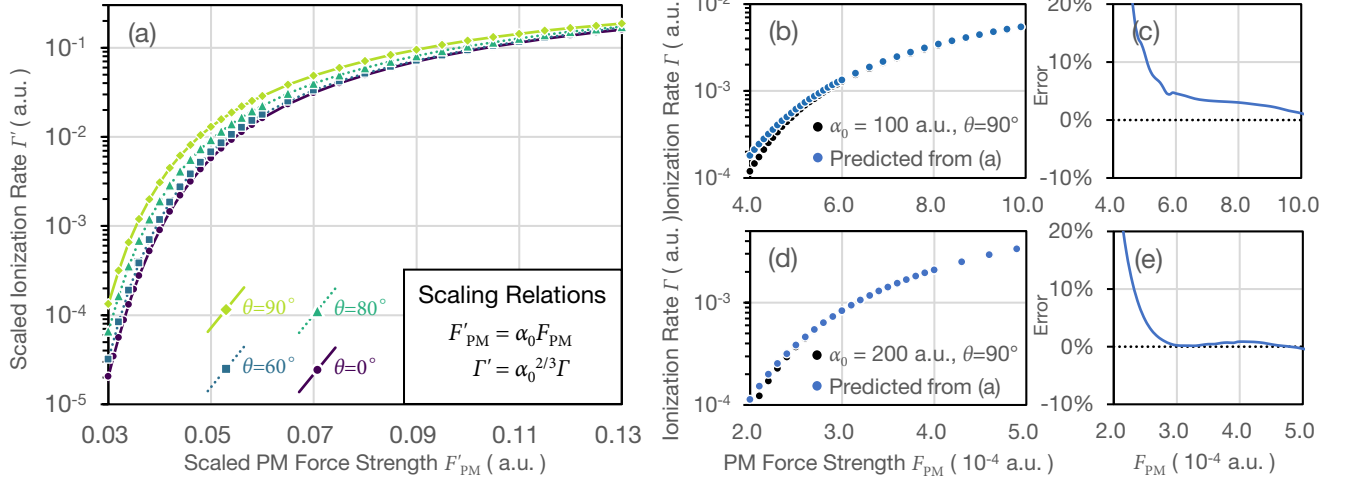 (a)
Scaled Ionization Rate Γ′ ( a.u. )
10⁻¹
10⁻²
10⁻³
10⁻⁴
10⁻⁵
θ=90°
θ=80°
θ=60°
θ=0°
Scaling Relations
F′PM = α₀FPM
Γ′ = α₀²ᐟ³Γ
0.03 0.05 0.07 0.09 0.11 0.13
Scaled PM Force Strength F′PM ( a.u. )
(b)
Ionization Rate Γ ( a.u. )
10⁻²
10⁻³
10⁻⁴
α₀ = 100 a.u., θ=90°
Predicted from (a)
4.0 6.0 8.0 10.0
(c)
Error
20%
10%
0%
-10%
4.0 6.0 8.0 10.0
(d)
Ionization Rate Γ ( a.u. )
10⁻³
10⁻⁴
α₀ = 200 a.u., θ=90°
Predicted from (a)
2.0 3.0 4.0 5.0
PM Force Strength FPM ( 10⁻⁴ a.u. )
(e)
Error
20%
10%
0%
-10%
2.0 3.0 4.0 5.0
FPM ( 10⁻⁴ a.u. )